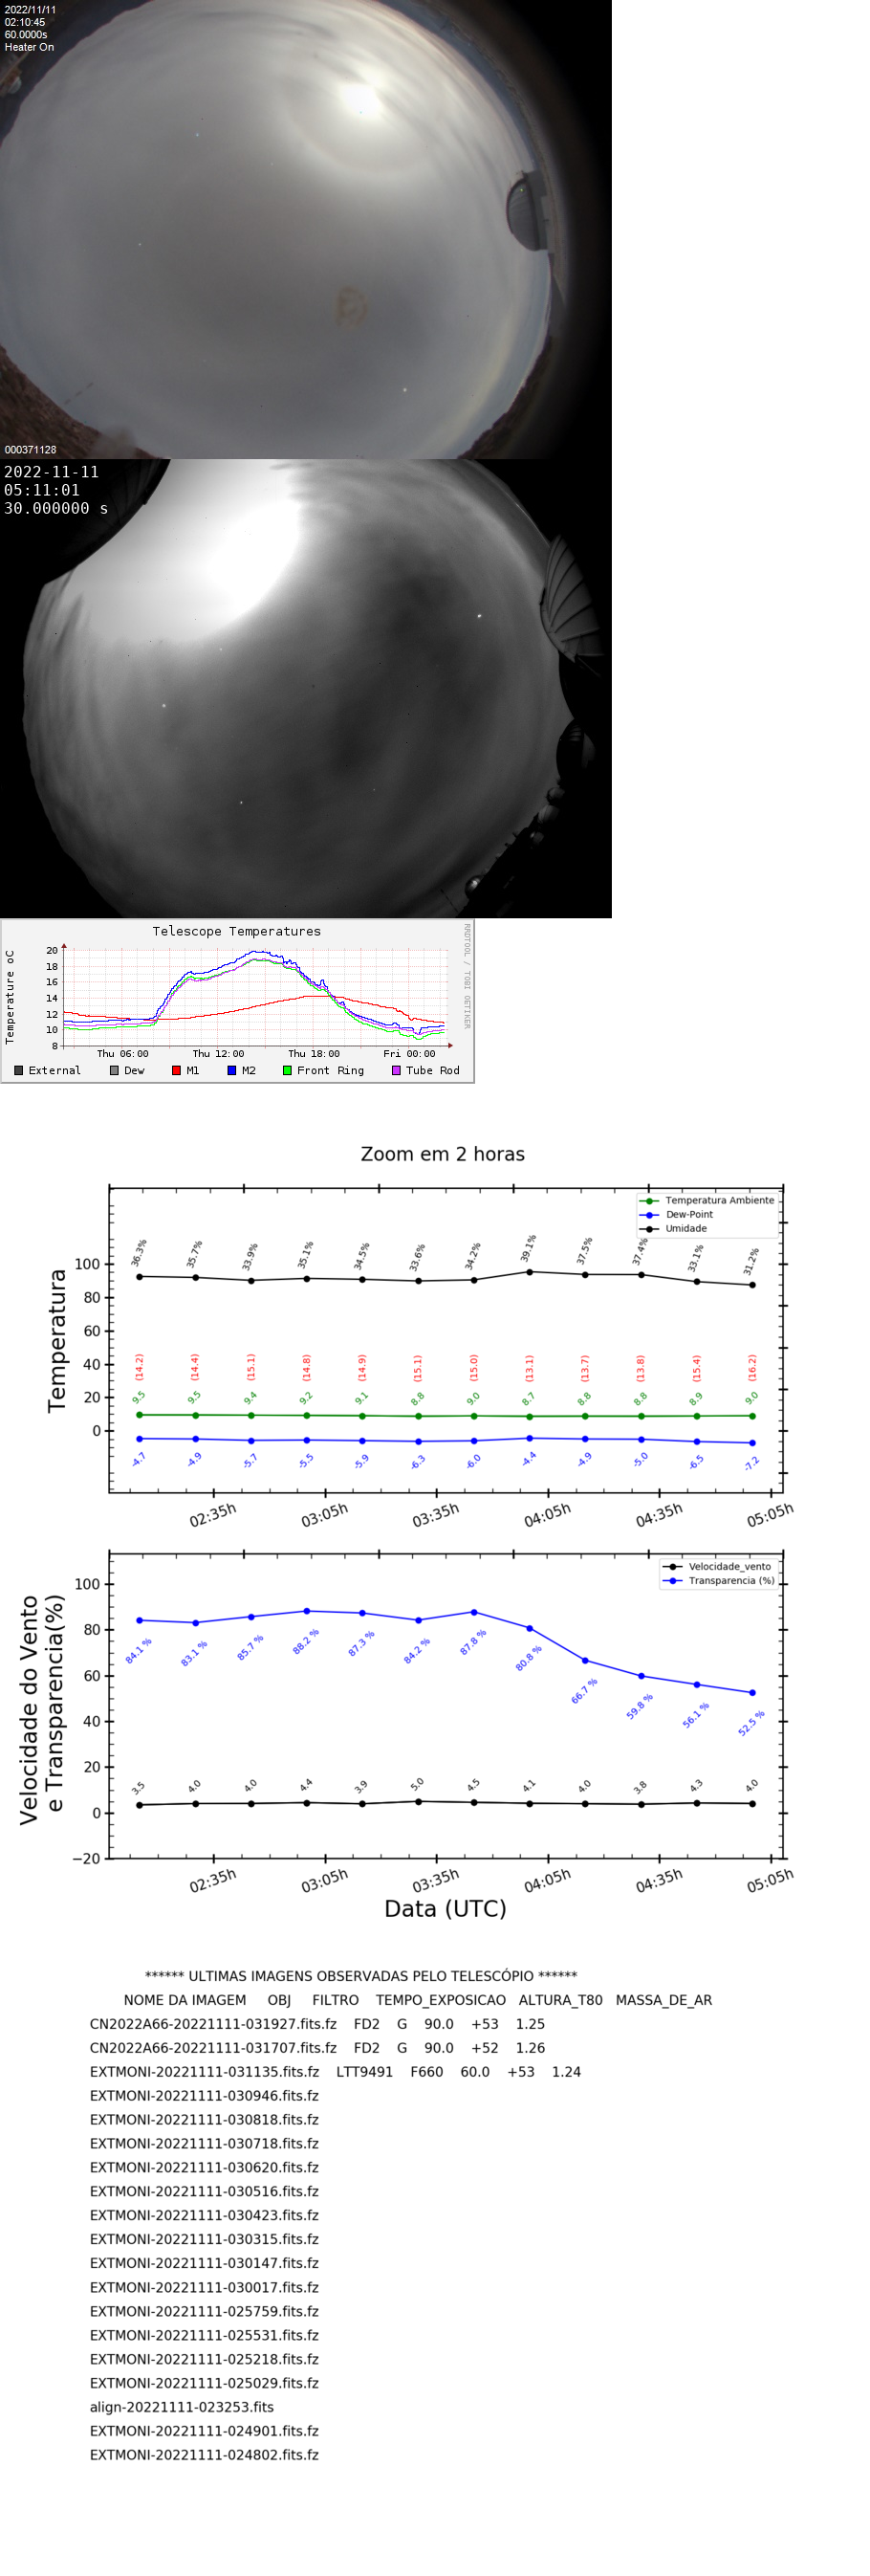 2022/11/11
02:10:45
60.0000s
Heater On
000371128
2022-11-11
05:11:01
30.000000 s
Telescope Temperatures
RRDTOOL / TOBI OETIKER
Temperature oC
20
18
16
14
12
10
8
Thu 06:00 Thu 12:00 Thu 18:00 Fri 00:00
External Dew M1 M2 Front Ring Tube Rod
Zoom em 2 horas
Temperatura Ambiente
Dew-Point
Umidade
Temperatura
100
80
60
40
20
0
36.3% 35.7% 33.9% 35.1% 34.5% 33.6% 34.2% 39.1% 37.5% 37.4% 33.1% 31.2%
(14.2) (14.4) (15.1) (14.8) (14.9) (15.1) (15.0) (13.1) (13.7) (13.8) (15.4) (16.2)
9.5 9.5 9.4 9.2 9.1 8.8 9.0 8.7 8.8 8.8 8.9 9.0
-4.7 -4.9 -5.7 -5.5 -5.9 -6.3 -6.0 -4.4 -4.9 -5.0 -6.5 -7.2
02:35h 03:05h 03:35h 04:05h 04:35h 05:05h
Velocidade_vento
Transparencia (%)
Velocidade do Vento
e Transparencia(%)
100
80
60
40
20
0
−20
84.1 % 83.1 % 85.7 % 88.2 % 87.3 % 84.2 % 87.8 % 80.8 % 66.7 % 59.8 % 56.1 % 52.5 %
3.5 4.0 4.0 4.4 3.9 5.0 4.5 4.1 4.0 3.8 4.3 4.0
02:35h 03:05h 03:35h 04:05h 04:35h 05:05h
Data (UTC)
****** ULTIMAS IMAGENS OBSERVADAS PELO TELESCÓPIO ******
NOME DA IMAGEM OBJ FILTRO TEMPO_EXPOSICAO ALTURA_T80 MASSA_DE_AR
CN2022A66-20221111-031927.fits.fz FD2 G 90.0 +53 1.25
CN2022A66-20221111-031707.fits.fz FD2 G 90.0 +52 1.26
EXTMONI-20221111-031135.fits.fz LTT9491 F660 60.0 +53 1.24
EXTMONI-20221111-030946.fits.fz
EXTMONI-20221111-030818.fits.fz
EXTMONI-20221111-030718.fits.fz
EXTMONI-20221111-030620.fits.fz
EXTMONI-20221111-030516.fits.fz
EXTMONI-20221111-030423.fits.fz
EXTMONI-20221111-030315.fits.fz
EXTMONI-20221111-030147.fits.fz
EXTMONI-20221111-030017.fits.fz
EXTMONI-20221111-025759.fits.fz
EXTMONI-20221111-025531.fits.fz
EXTMONI-20221111-025218.fits.fz
EXTMONI-20221111-025029.fits.fz
align-20221111-023253.fits
EXTMONI-20221111-024901.fits.fz
EXTMONI-20221111-024802.fits.fz